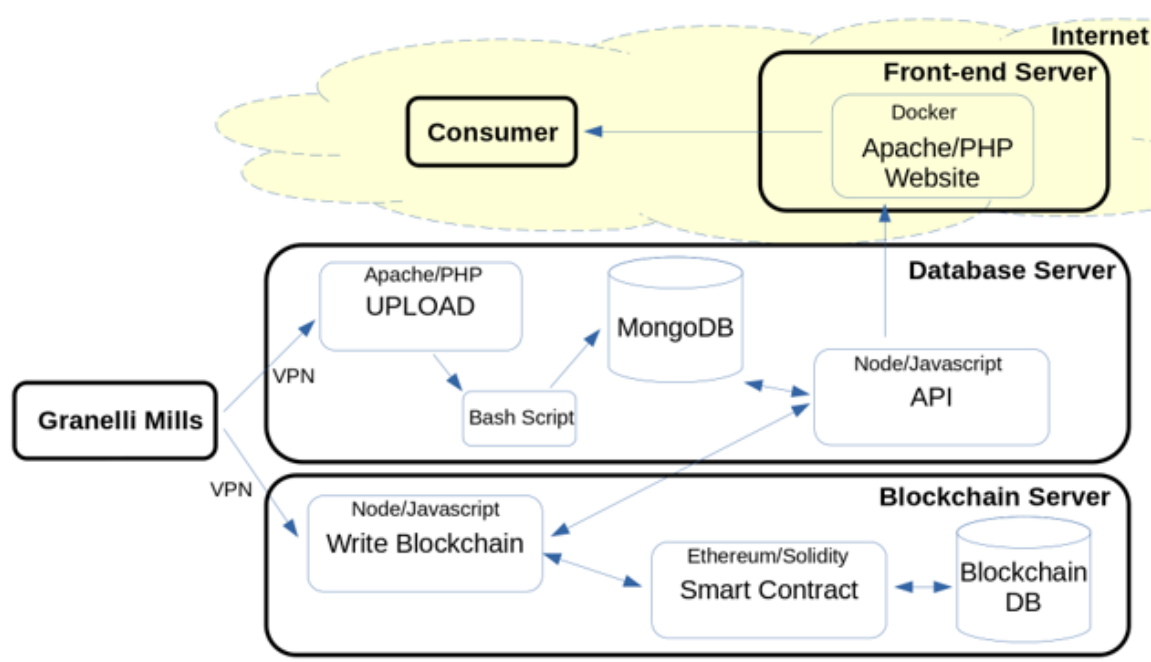 Internet
Front-end Server
Docker
Apache/PHP
Website
Consumer
Database Server
Apache/PHP
UPLOAD
MongoDB
VPN
Node/Javascript
API
Bash Script
Granelli Mills
VPN
Blockchain Server
Node/Javascript
Write Blockchain
Ethereum/Solidity
Smart Contract
Blockchain
DB